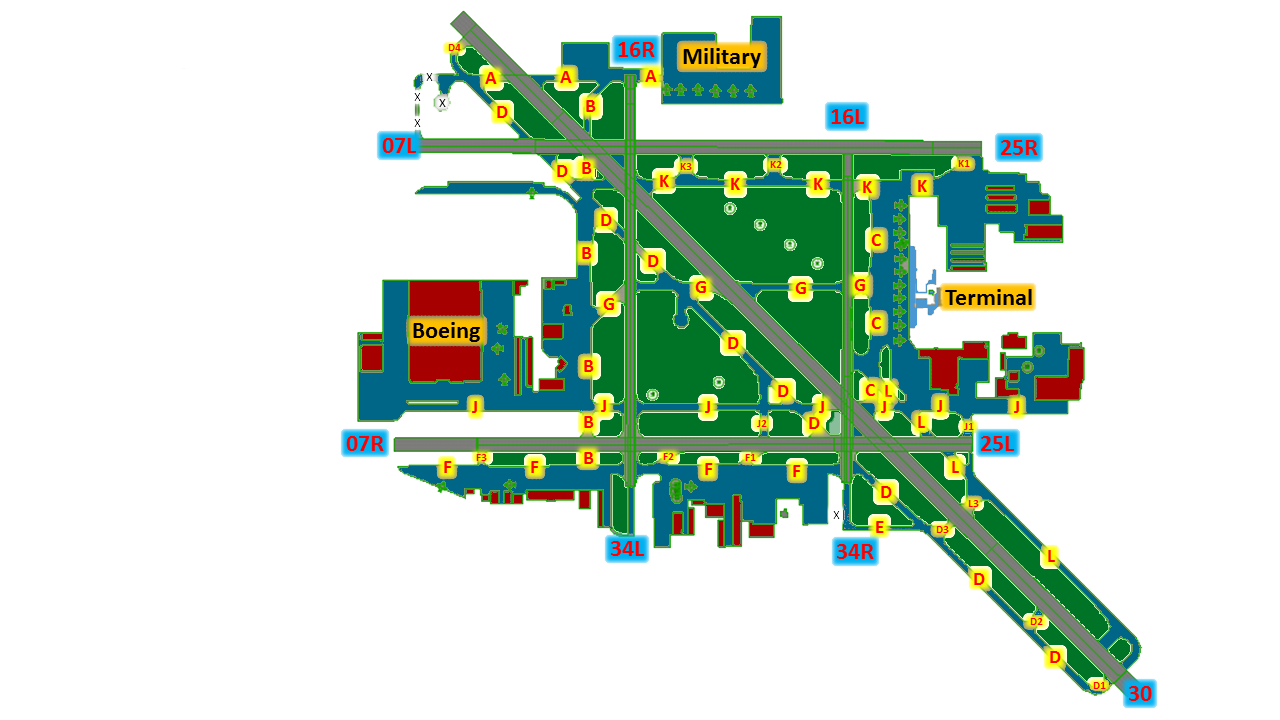 D4
16R
Military
A
A
A
X
D
B
X
X
16L
X
07L
25R
D
B
K3
K2
K1
K
K
K
K
K
D
B
D
C
G
G
G
Terminal
G
C
Boeing
D
B
D
C
L
J
J
J
J
J
J
J
B
J2
D
L
J1
07R
25L
F
F3
F
B
F2
F
F1
F
L
D
L3
X
E
D3
34L
34R
L
D
D2
D
D1
30